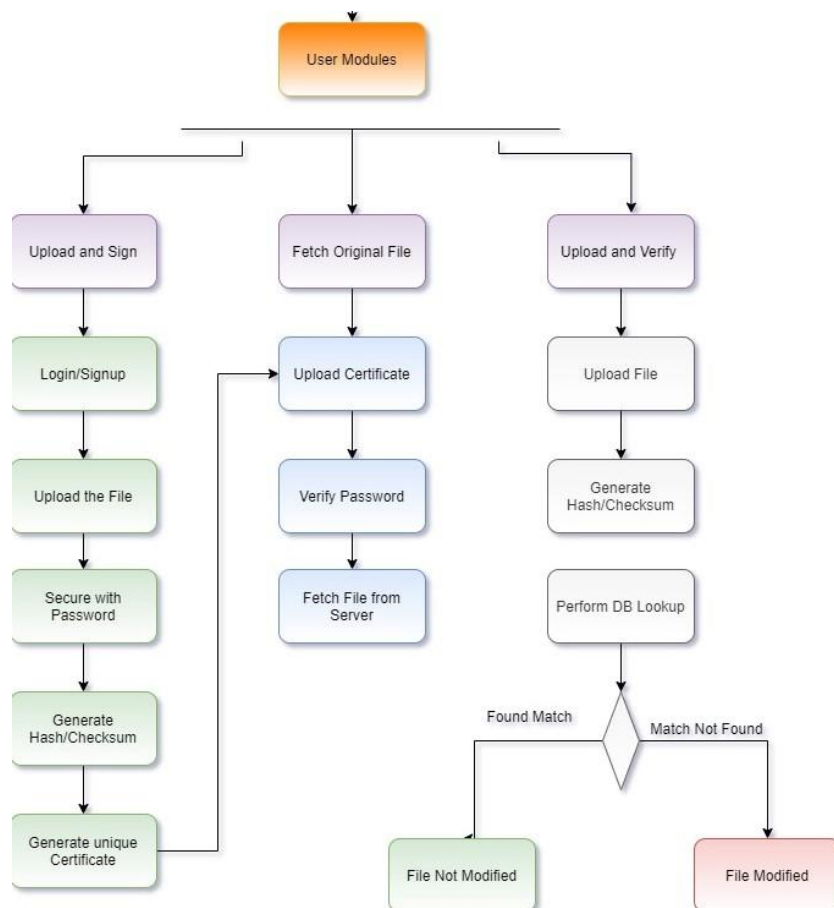 User Modules
Upload and Sign
Fetch Original File
Upload and Verify
Login/Signup
Upload Certificate
Upload File
Upload the File
Verify Password
Generate
Hash/Checksum
Secure with
Password
Fetch File from
Server
Perform DB Lookup
Generate
Hash/Checksum
Found Match
Match Not Found
Generate unique
Certificate
File Not Modified
File Modified